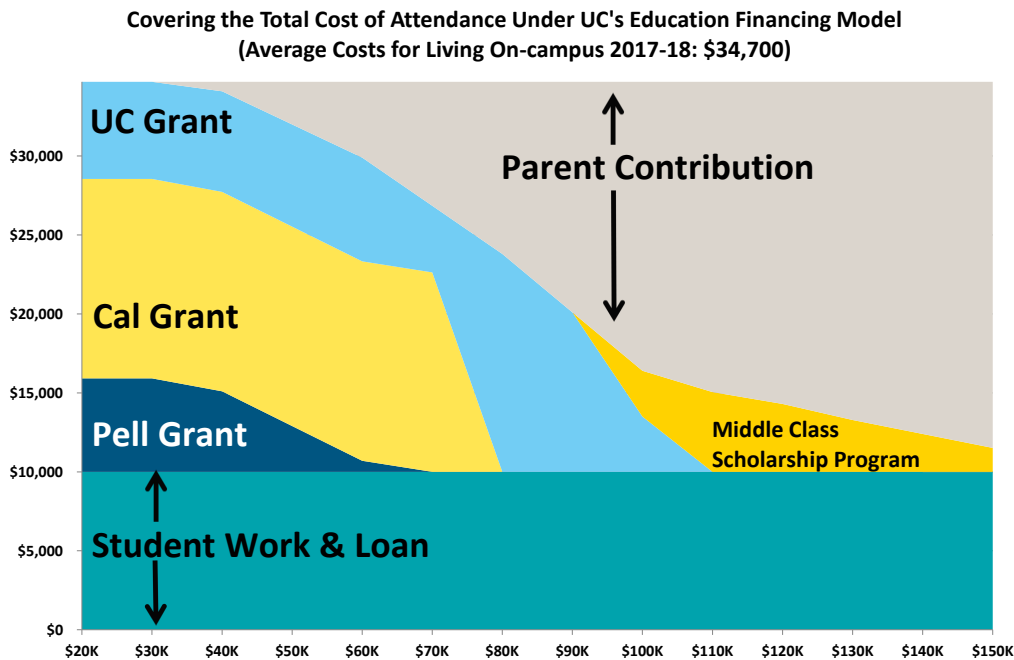 Covering the Total Cost of Attendance Under UC's Education Financing Model
(Average Costs for Living On-campus 2017-18: $34,700)
UC Grant
$30,000
Parent Contribution
$25,000
$20,000
Cal Grant
$15,000
Pell Grant
Middle Class
Scholarship Program
$10,000
Student Work & Loan
$5,000
$0
$20K $30K $40K $50K $60K $70K $80K $90K $100K $110K $120K $130K $140K $150K